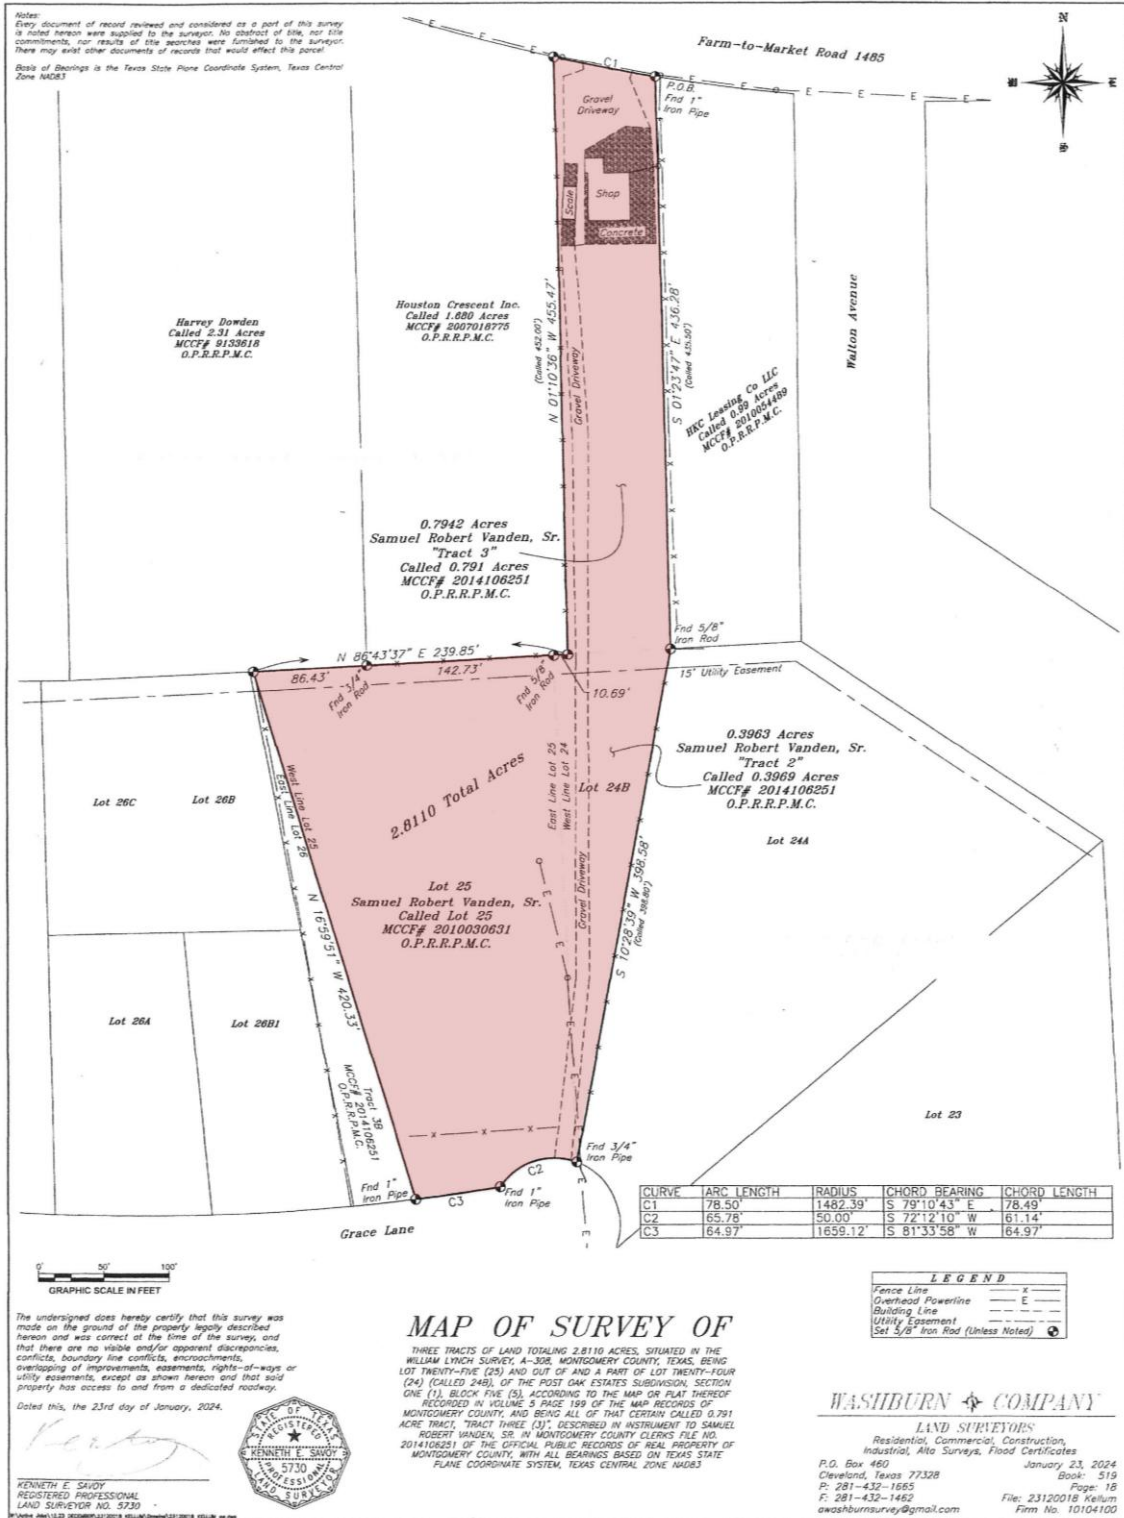 Notes:
Every document of record reviewed and considered as a part of this survey
is noted hereon were supplied to the surveyor. No abstract of title, nor title
commitments, nor results of title searches were furnished to the surveyor.
There may exist other documents of records that would effect this parcel
Basis of Bearings is the Texas State Plane Coordinate System, Texas Central
Zone NAD83
E
Farm-to-Market Road 1485
N
E
S
C1
P.O.B.
Fnd 1"
Iron Pipe
Gravel
Driveway
Scale
Shop
Concrete
Harvey Dowden
Called 2.31 Acres
MCCF# 9133618
O.P.R.R.P.M.C.
Houston Crescent Inc.
Called 1.680 Acres
MCCF# 2007018775
O.P.R.R.P.M.C.
N 01°10'36" W 455.47'
(Called 452.00')
Gravel Driveway
S 01°23'47" E 436.28'
(Called 435.50')
HKC Leasing Co LLC
Called 0.99 Acres
MCCF# 2010054489
O.P.R.R.P.M.C.
Walton Avenue
0.7942 Acres
Samuel Robert Vanden, Sr.
"Tract 3"
Called 0.791 Acres
MCCF# 2014106251
O.P.R.R.P.M.C.
Fnd 5/8"
Iron Rod
N 86°43'37" E 239.85'
86.43'
142.73'
Fnd 3/4"
Iron Rod
Fnd 5/8"
Iron Rod
10.69'
15' Utility Easement
0.3963 Acres
Samuel Robert Vanden, Sr.
"Tract 2"
Called 0.3969 Acres
MCCF# 2014106251
O.P.R.R.P.M.C.
2.8110 Total Acres
East Line Lot 25
West Line Lot 24
Lot 24B
Lot 26C
Lot 26B
West Line Lot 25
East Line Lot 26
Lot 24A
Lot 25
Samuel Robert Vanden, Sr.
Called Lot 25
MCCF# 2010030631
O.P.R.R.P.M.C.
Gravel Driveway
S 10°28'39" W 398.58'
(Called 398.80')
N 16°59'51" W 420.33'
Lot 26A
Lot 26B1
Tract 3B
MCCF# 2014106251
O.P.R.R.P.M.C.
Lot 23
Fnd 3/4"
Iron Pipe
Fnd 1"
Iron Pipe
C3
C2
Fnd 1"
Iron Pipe
Grace Lane
CURVE ARC LENGTH RADIUS CHORD BEARING CHORD LENGTH
C1 78.50' 1482.39' S 79°10'43" E 78.49'
C2 65.78' 50.00' S 72°12'10" W 61.14'
C3 64.97' 1659.12' S 81°33'58" W 64.97'
0' 50' 100'
GRAPHIC SCALE IN FEET
LEGEND
Fence Line x
Overhead Powerline E
Building Line
Utility Easement
Set 5/8" Iron Rod (Unless Noted)
The undersigned does hereby certify that this survey was
made on the ground of the property legally described
hereon and was correct at the time of the survey, and
that there are no visible and/or apparent discrepancies,
conflicts, boundary line conflicts, encroachments,
overlapping of improvements, easements, rights-of-ways or
utility easements, except as shown hereon and that said
property has access to and from a dedicated roadway.
Dated this, the 23rd day of January, 2024.
KENNETH E. SAVOY
REGISTERED PROFESSIONAL
LAND SURVEYOR NO. 5730
STATE OF TEXAS
REGISTERED
KENNETH E. SAVOY
5730
PROFESSIONAL
LAND SURVEYOR
MAP OF SURVEY OF
THREE TRACTS OF LAND TOTALING 2.8110 ACRES, SITUATED IN THE
WILLIAM LYNCH SURVEY, A-308, MONTGOMERY COUNTY, TEXAS, BEING
LOT TWENTY-FIVE (25) AND OUT OF AND A PART OF LOT TWENTY-FOUR
(24) (CALLED 24B), OF THE POST OAK ESTATES SUBDIVISION, SECTION
ONE (1), BLOCK FIVE (5), ACCORDING TO THE MAP OR PLAT THEREOF
RECORDED IN VOLUME 5 PAGE 199 OF THE MAP RECORDS OF
MONTGOMERY COUNTY, AND BEING ALL OF THAT CERTAIN CALLED 0.791
ACRE TRACT, "TRACT THREE (3)", DESCRIBED IN INSTRUMENT TO SAMUEL
ROBERT VANDEN, SR. IN MONTGOMERY COUNTY CLERKS FILE NO.
2014106251 OF THE OFFICIAL PUBLIC RECORDS OF REAL PROPERTY OF
MONTGOMERY COUNTY, WITH ALL BEARINGS BASED ON TEXAS STATE
PLANE COORDINATE SYSTEM, TEXAS CENTRAL ZONE NAD83
WASHBURN COMPANY
LAND SURVEYORS
Residential, Commercial, Construction,
Industrial, Alta Surveys, Flood Certificates
P.O. Box 460 January 23, 2024
Cleveland, Texas 77328 Book: 519
P: 281-432-1665 Page: 18
F: 281-432-1462 File: 23120018 Kellum
awashburnsurvey@gmail.com Firm No. 10104100